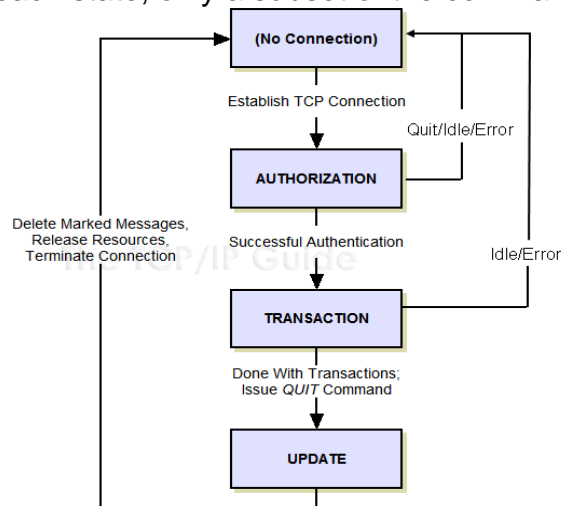 (No Connection)
Establish TCP Connection
Quit/Idle/Error
AUTHORIZATION
Delete Marked Messages,
Release Resources,
Terminate Connection
Successful Authentication
The TCP/IP Guide
Idle/Error
TRANSACTION
Done With Transactions;
Issue QUIT Command
UPDATE